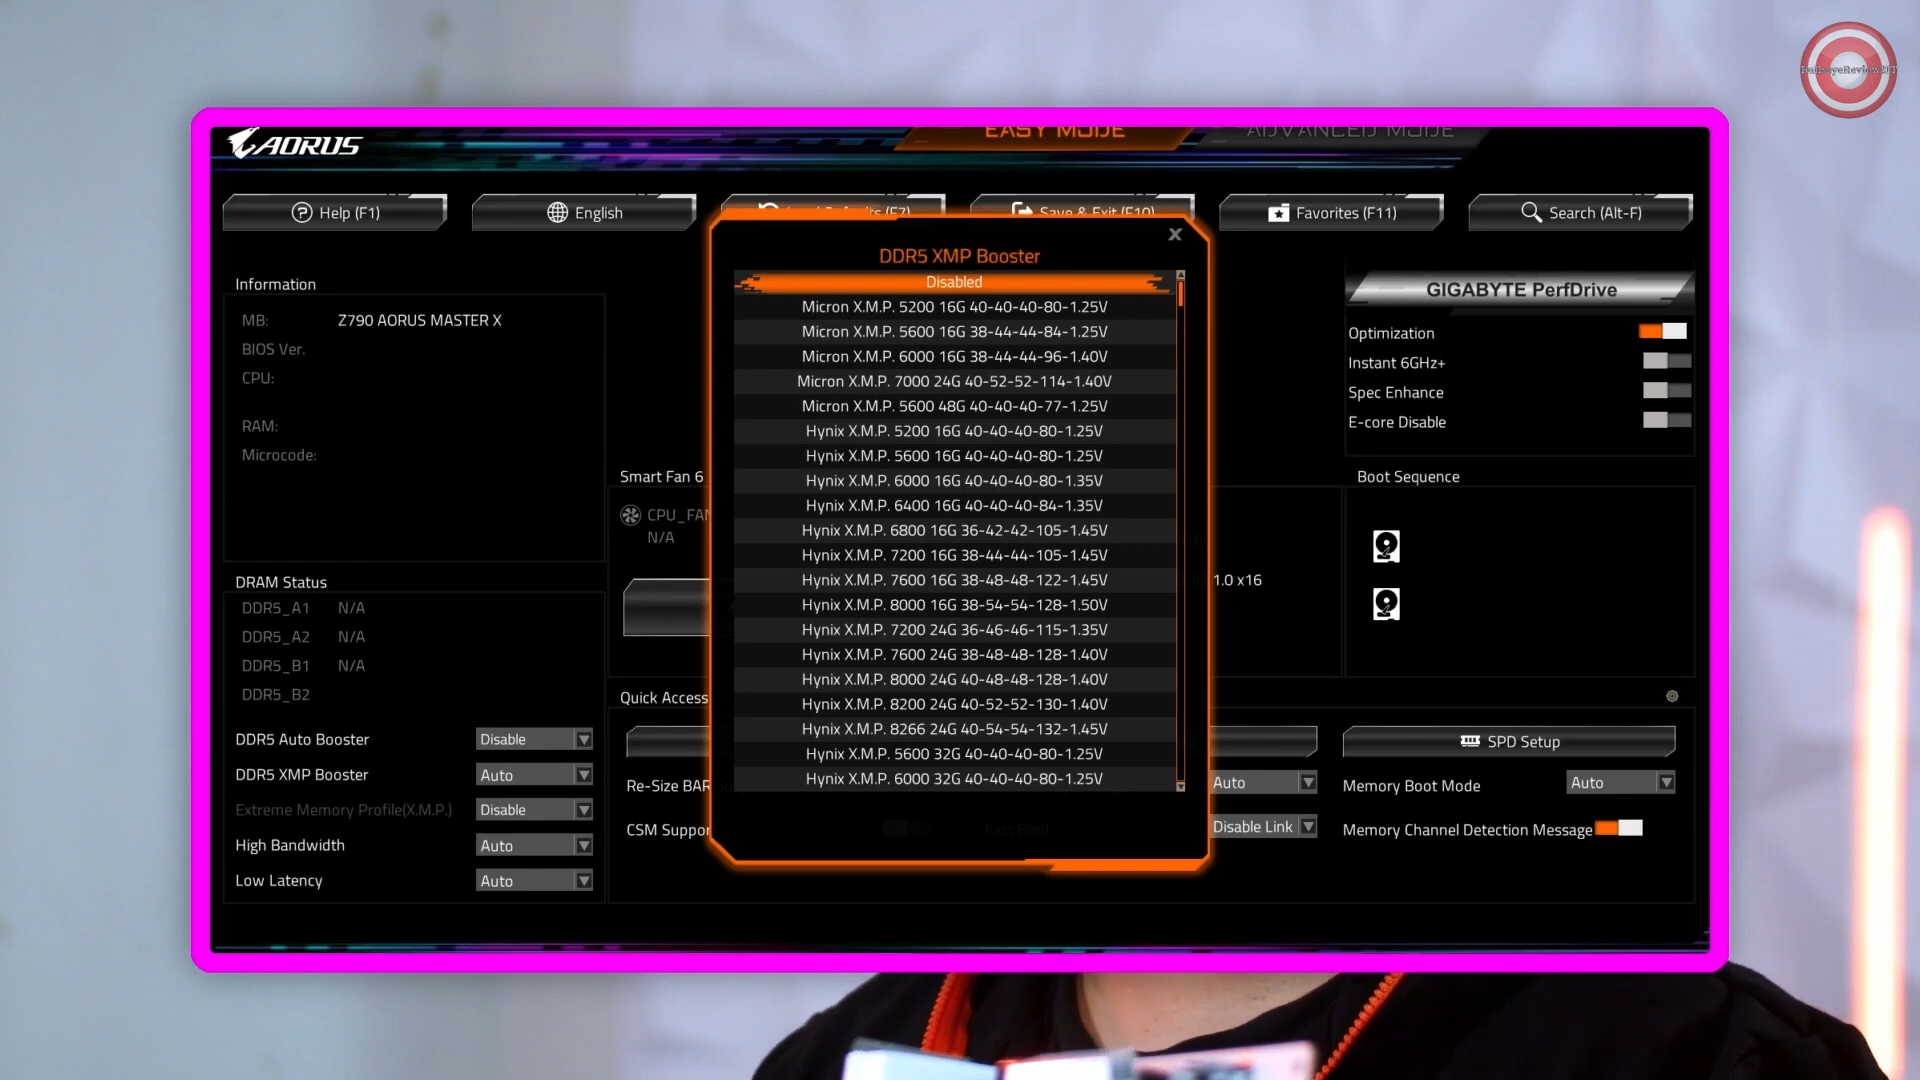 AORUS
EASY MODE
ADVANCED MODE
Help (F1)
English
Save & Exit (F10)
Favorites (F11)
Search (Alt-F)
DDR5 XMP Booster
Disabled
Micron X.M.P. 5200 16G 40-40-40-80-1.25V
Micron X.M.P. 5600 16G 38-44-44-84-1.25V
Micron X.M.P. 6000 16G 38-44-44-96-1.40V
Micron X.M.P. 7000 24G 40-52-52-114-1.40V
Micron X.M.P. 5600 48G 40-40-40-77-1.25V
Hynix X.M.P. 5200 16G 40-40-40-80-1.25V
Hynix X.M.P. 5600 16G 40-40-40-80-1.25V
Hynix X.M.P. 6000 16G 40-40-40-80-1.35V
Hynix X.M.P. 6400 16G 40-40-40-84-1.35V
Hynix X.M.P. 6800 16G 36-42-42-105-1.45V
Hynix X.M.P. 7200 16G 38-44-44-105-1.45V
Hynix X.M.P. 7600 16G 38-48-48-122-1.45V
Hynix X.M.P. 8000 16G 38-54-54-128-1.50V
Hynix X.M.P. 7200 24G 36-46-46-115-1.35V
Hynix X.M.P. 7600 24G 38-48-48-128-1.40V
Hynix X.M.P. 8000 24G 40-48-48-128-1.40V
Hynix X.M.P. 8200 24G 40-52-52-130-1.40V
Hynix X.M.P. 8266 24G 40-54-54-132-1.45V
Hynix X.M.P. 5600 32G 40-40-40-80-1.25V
Hynix X.M.P. 6000 32G 40-40-40-80-1.25V
Information
MB: Z790 AORUS MASTER X
BIOS Ver.
CPU:
RAM:
Microcode:
DRAM Status
DDR5_A1 N/A
DDR5_A2 N/A
DDR5_B1 N/A
DDR5_B2
DDR5 Auto Booster Disable
DDR5 XMP Booster Auto
Extreme Memory Profile(X.M.P.) Disable
High Bandwidth Auto
Low Latency Auto
Smart Fan 6
CPU_FAN
N/A
1.0 x16
Quick Access
Re-Size BAR
CSM Suppor
Auto
Disable Link
GIGABYTE PerfDrive
Optimization
Instant 6GHz+
Spec Enhance
E-core Disable
Boot Sequence
SPD Setup
Memory Boot Mode Auto
Memory Channel Detection Message